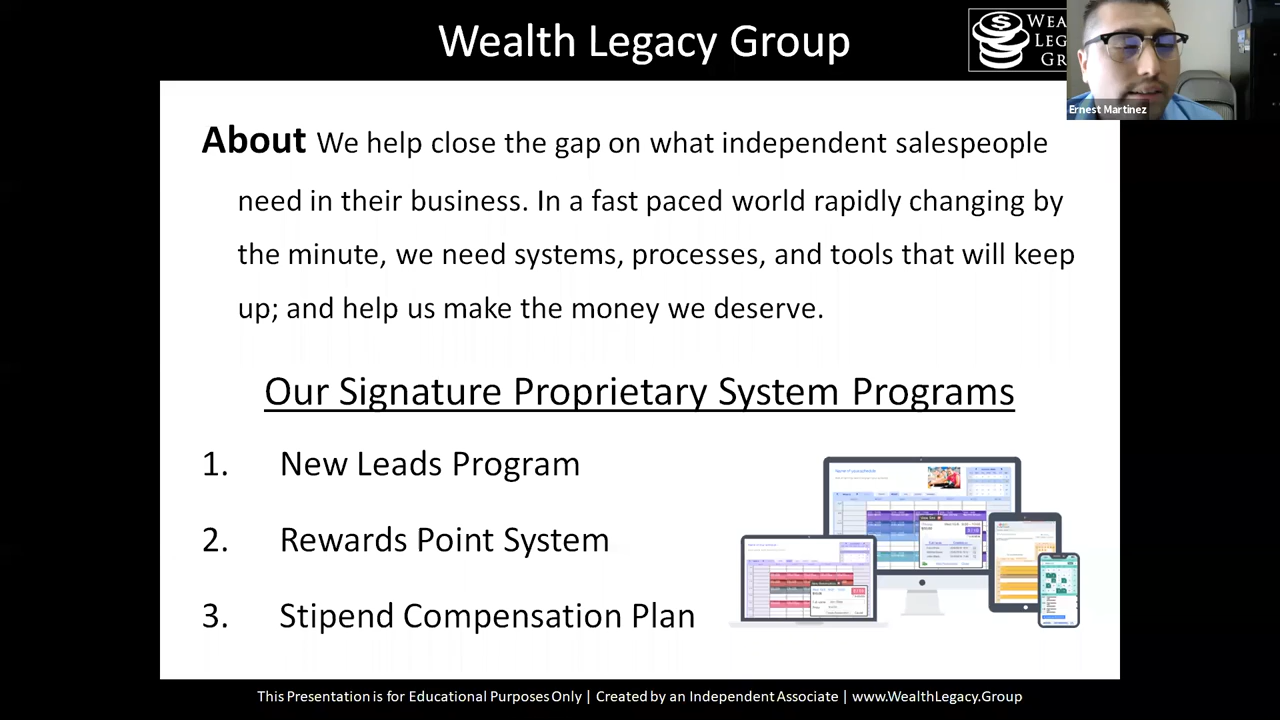 Wealth Legacy Group
WEA
LEG
GR
Ernest Martinez
About We help close the gap on what independent salespeople
need in their business. In a fast paced world rapidly changing by
the minute, we need systems, processes, and tools that will keep
up; and help us make the money we deserve.
Our Signature Proprietary System Programs
1. New Leads Program
2. Rewards Point System
3. Stipend Compensation Plan
This Presentation is for Educational Purposes Only | Created by an Independent Associate | www.WealthLegacy.Group